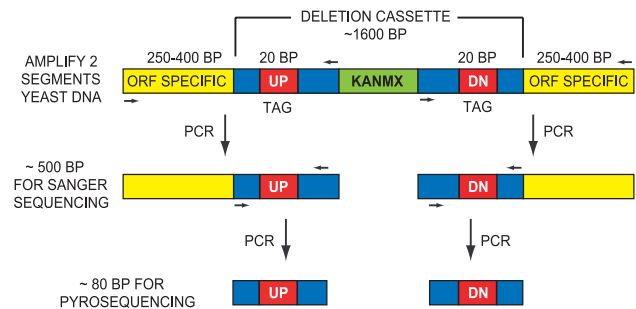 DELETION CASSETTE
~1600 BP
AMPLIFY 2
SEGMENTS
YEAST DNA
250-400 BP
20 BP
20 BP
250-400 BP
ORF SPECIFIC
UP
KANMX
DN
ORF SPECIFIC
TAG
TAG
PCR
PCR
~ 500 BP
FOR SANGER
SEQUENCING
UP
DN
PCR
PCR
~ 80 BP FOR
PYROSEQUENCING
UP
DN